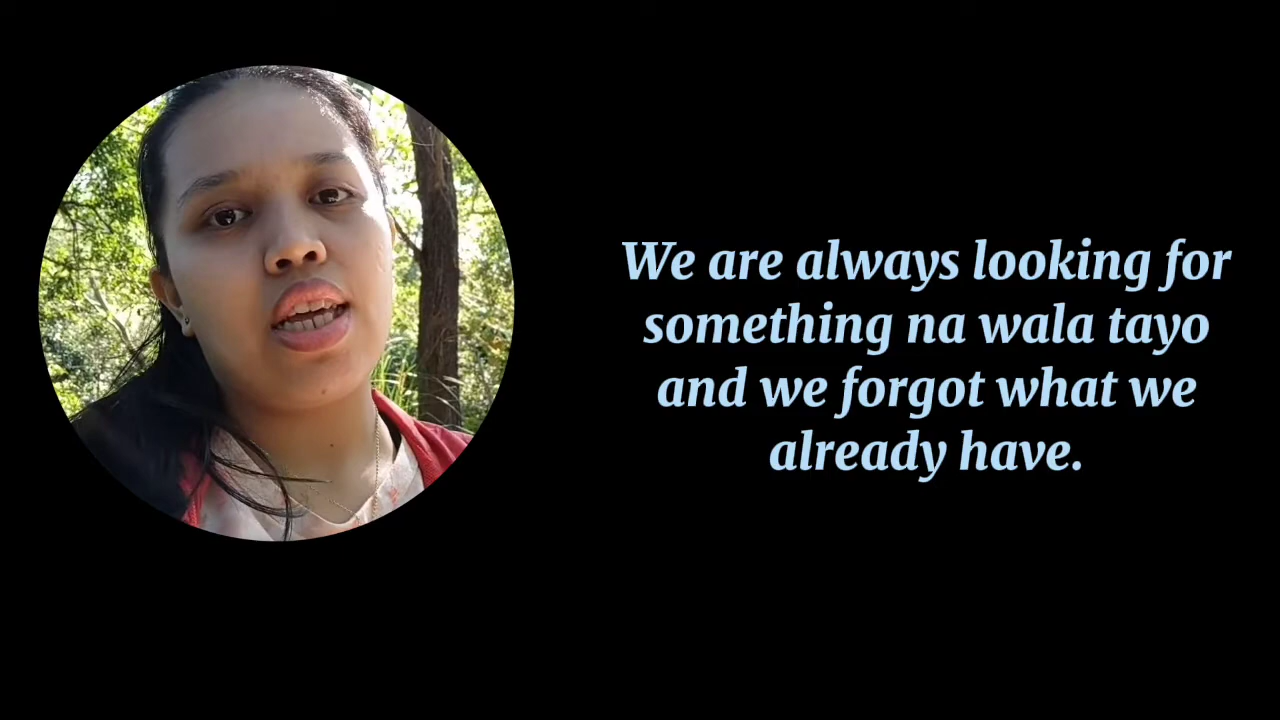 We are always looking for
something na wala tayo
and we forgot what we
already have.